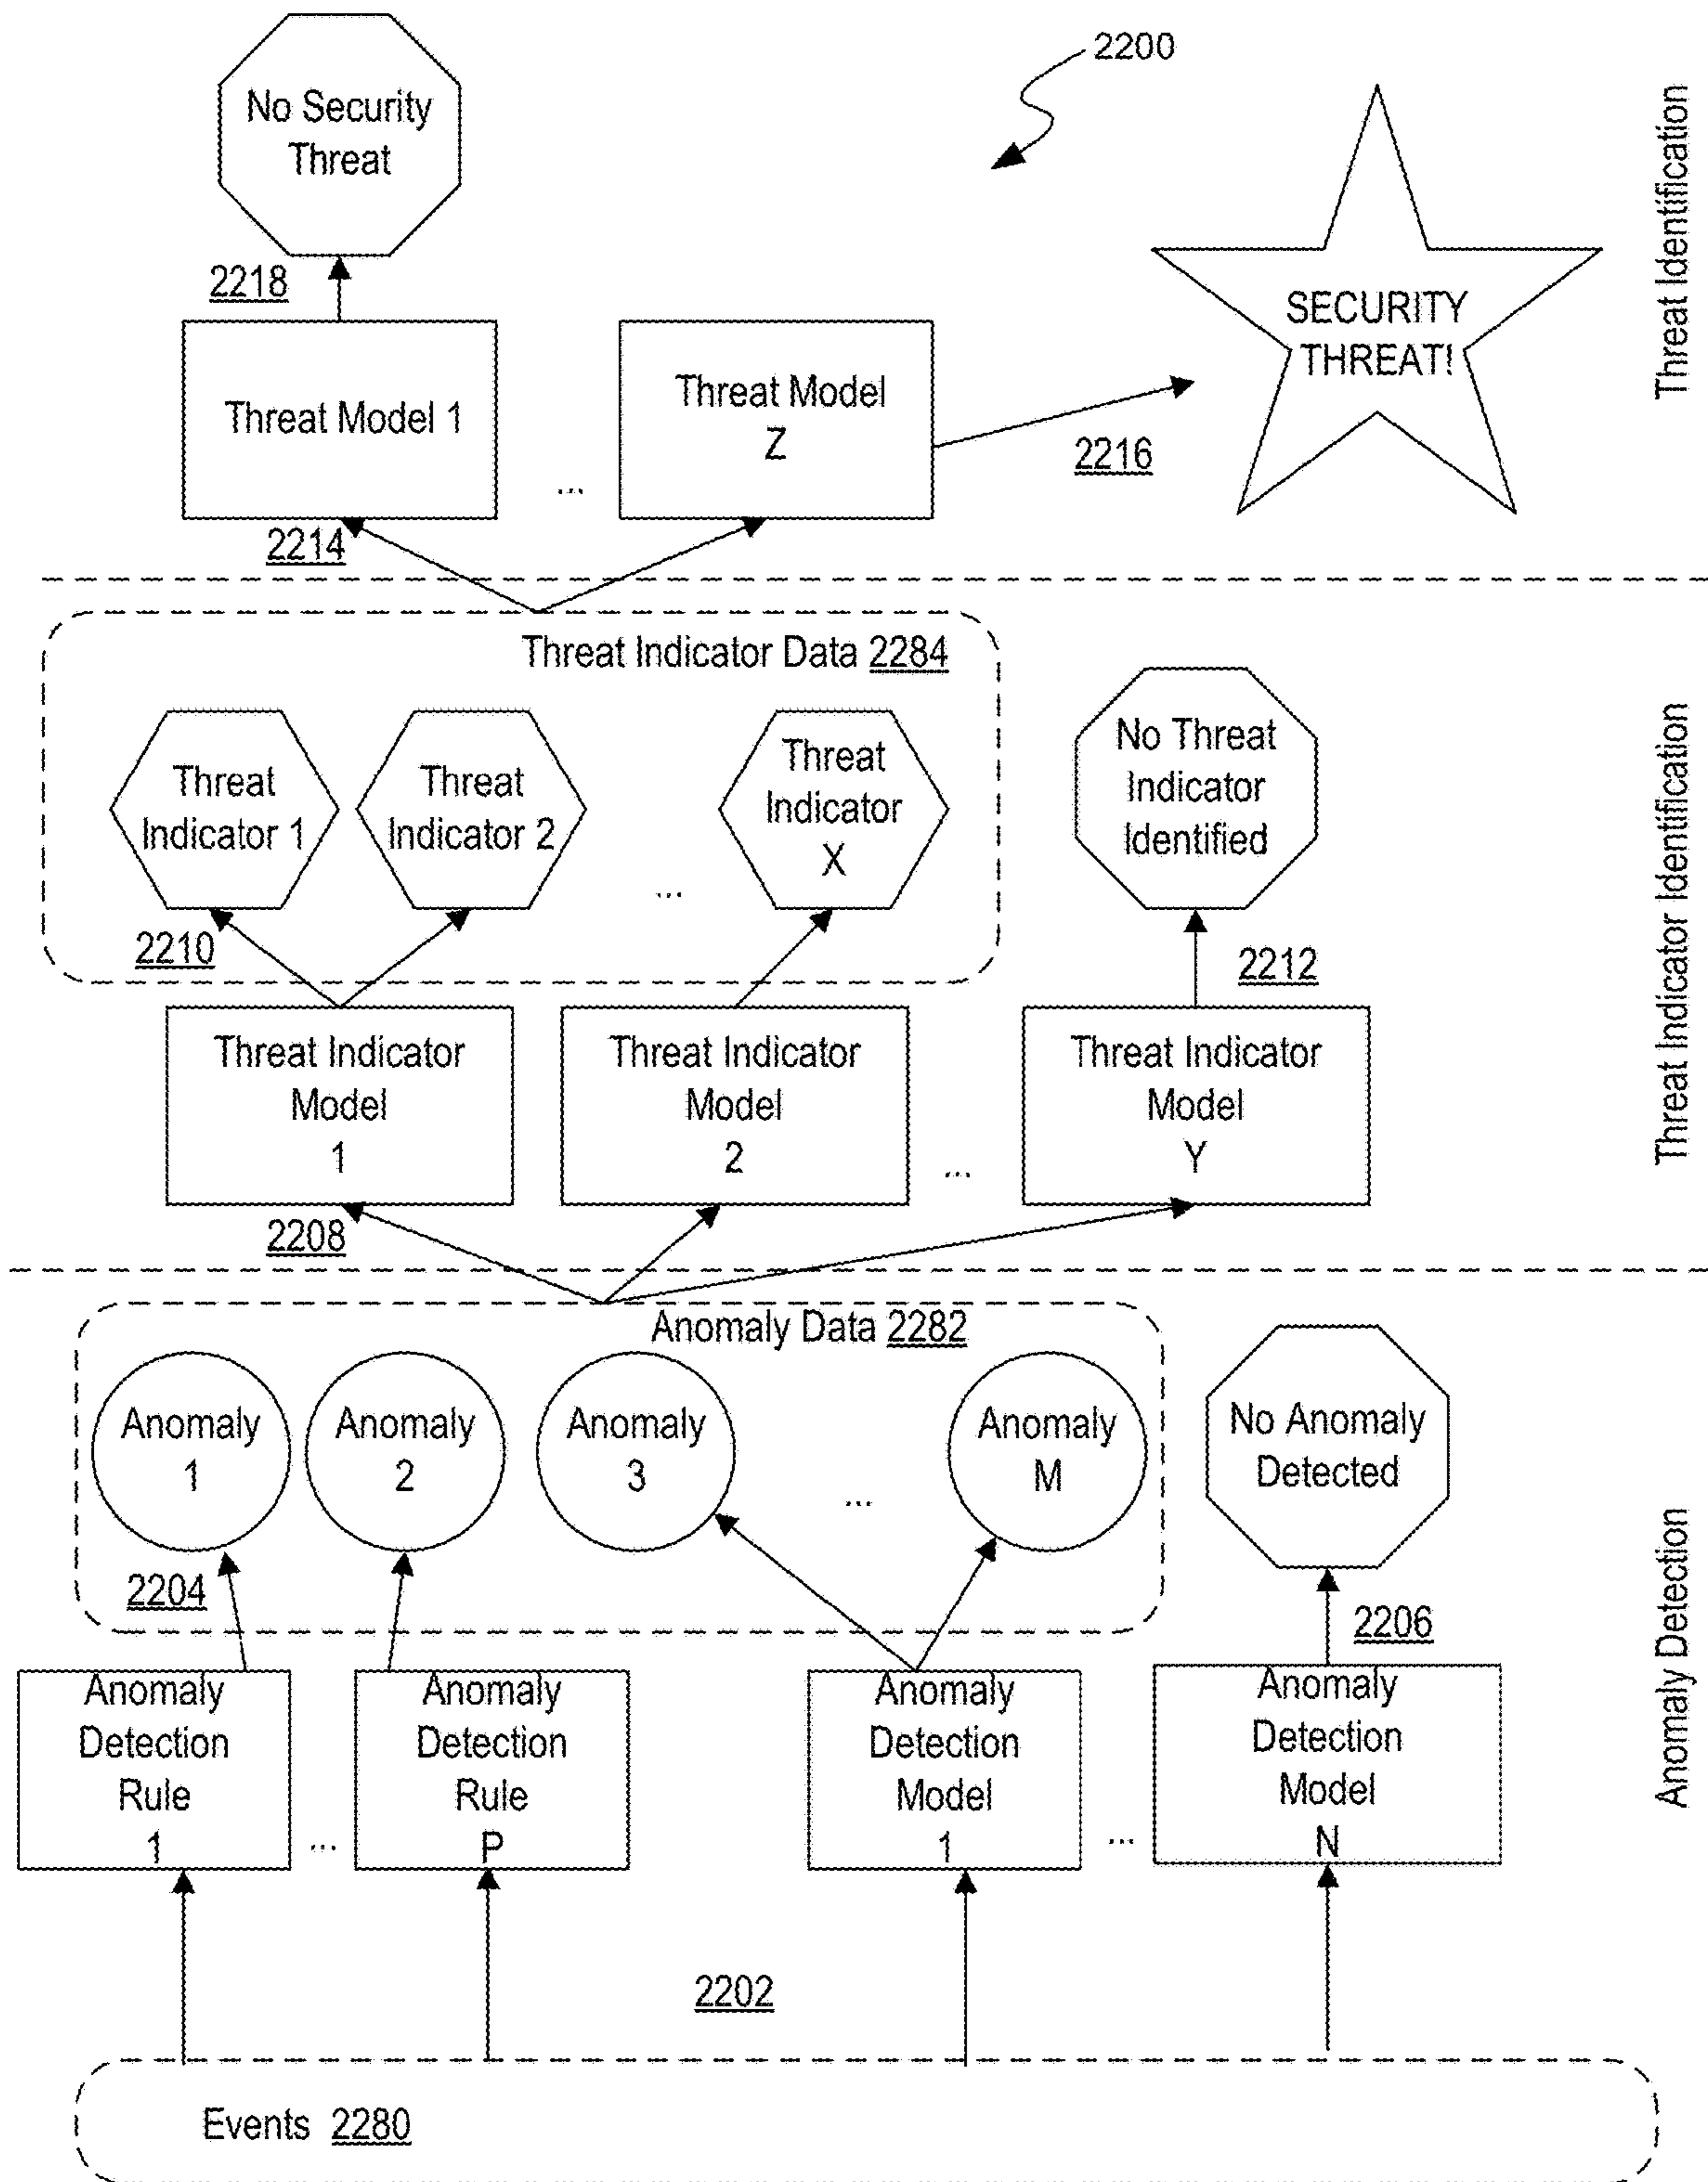 2200
No Security
Threat
SECURITY
THREAT!
Threat Identification
2218
Threat Model 1
...
Threat Model
Z
2216
2214
Threat Indicator Data 2284
Threat
Indicator 1
Threat
Indicator 2
...
Threat
Indicator
X
No Threat
Indicator
Identified
Threat Indicator Identification
2210
2212
Threat Indicator
Model
1
Threat Indicator
Model
2
...
Threat Indicator
Model
Y
2208
Anomaly Data 2282
Anomaly
1
Anomaly
2
Anomaly
3
...
Anomaly
M
No Anomaly
Detected
Anomaly Detection
2204
2206
Anomaly
Detection
Rule
1
...
Anomaly
Detection
Rule
P
Anomaly
Detection
Model
1
...
Anomaly
Detection
Model
N
2202
Events 2280